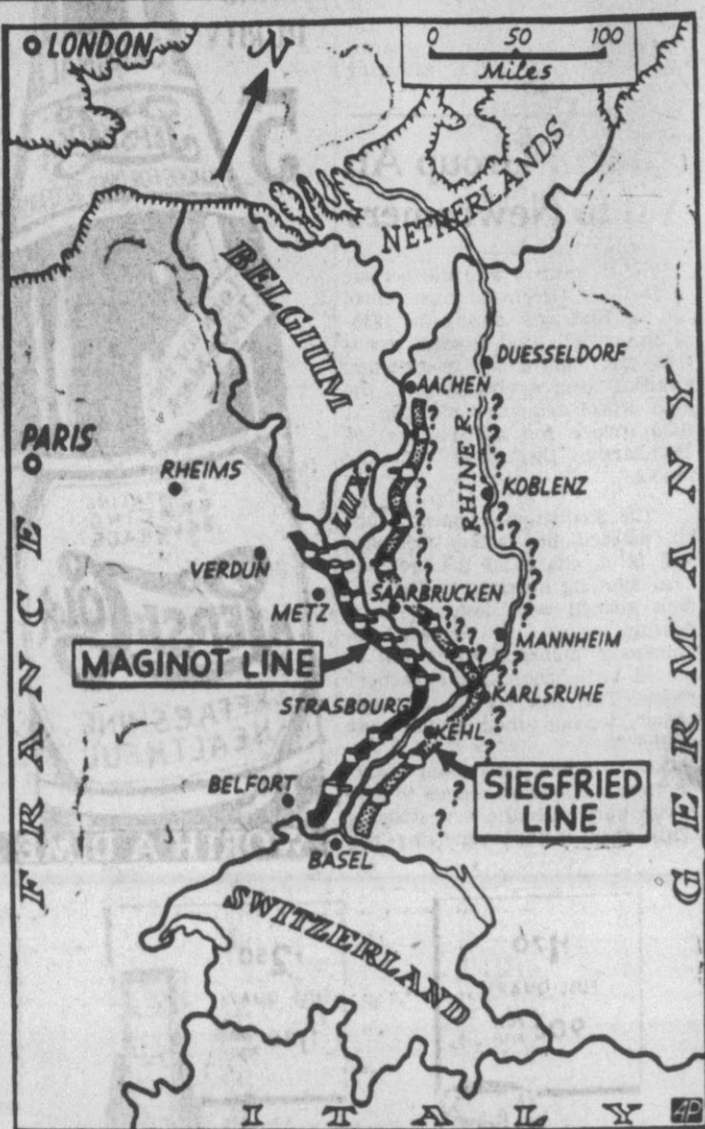 LONDON
N
0 50 100
Miles
NETHERLANDS
BELGIUM
DUESSELDORF
AACHEN
PARIS
RHEIMS
LUX.
RHINE R.
KOBLENZ
VERDUN
METZ
SAARBRUCKEN
MANNHEIM
MAGINOT LINE
STRASBOURG
KARLSRUHE
KEHL
SIEGFRIED
LINE
BELFORT
BASEL
SWITZERLAND
FRANCE
GERMANY
ITALY
AP
? ? ? ? ? ? ? ? ? ? ? ? ? ? ? ? ? ? ? ? ? ? ? ? ? ? ?